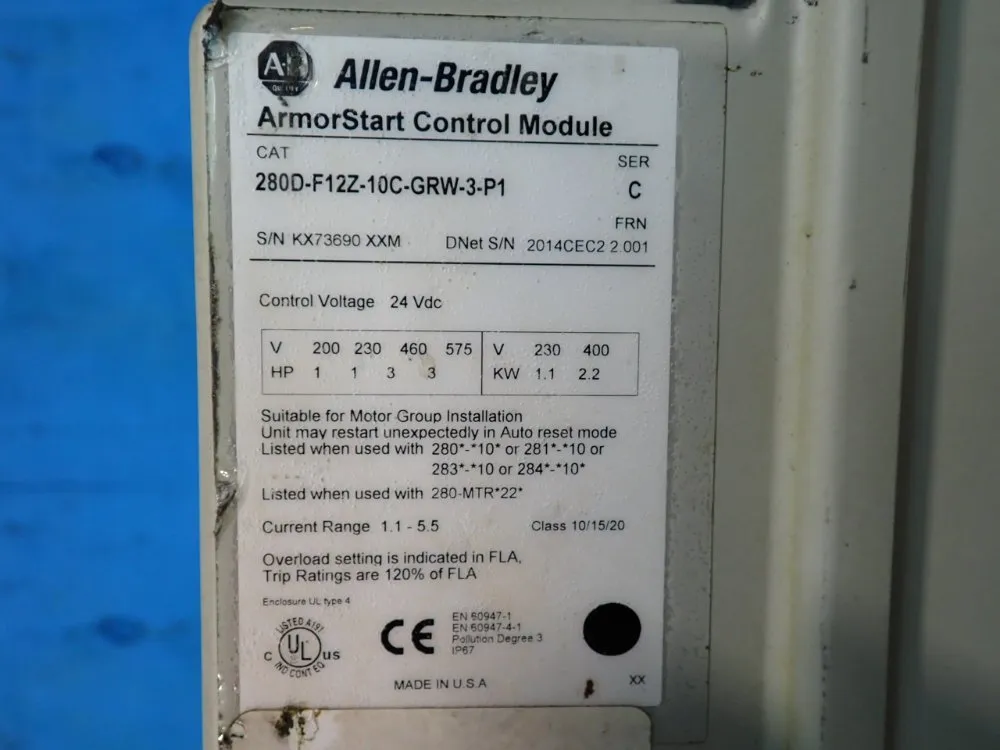 Allen-Bradley
ArmorStart Control Module
CAT
SER
280D-F12Z-10C-GRW-3-P1
C
FRN
S/N KX73690 XXM DNet S/N 2014CEC2 2.001
Control Voltage 24 Vdc
V 200 230 460 575 V 230 400
HP 1 1 3 3 KW 1.1 2.2
Suitable for Motor Group Installation
Unit may restart unexpectedly in Auto reset mode
Listed when used with 280*-*10* or 281*-*10 or
283*-*10 or 284*-*10*
Listed when used with 280-MTR*22*
Current Range 1.1 - 5.5 Class 10/15/20
Overload setting is indicated in FLA,
Trip Ratings are 120% of FLA
Enclosure UL type 4
LISTED A197
C UL US
IND CONT EQ
CE
EN 60947-1
EN 60947-4-1
Pollution Degree 3
IP67
MADE IN U.S.A
XX